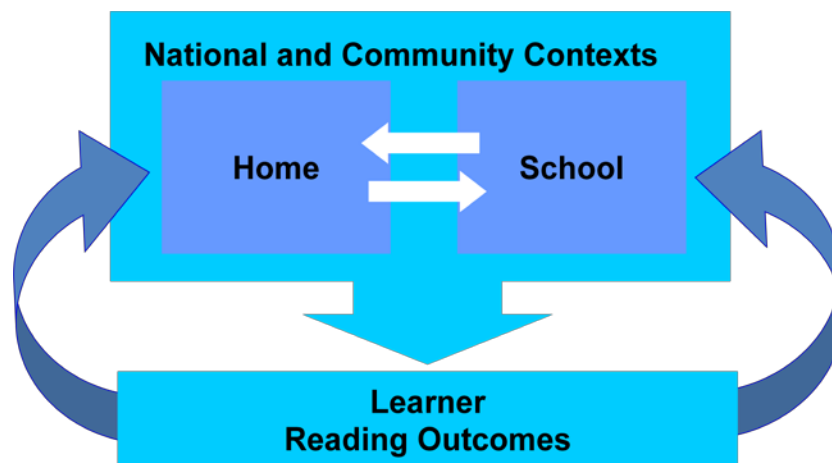 National and Community Contexts
Home
School
Learner
Reading Outcomes